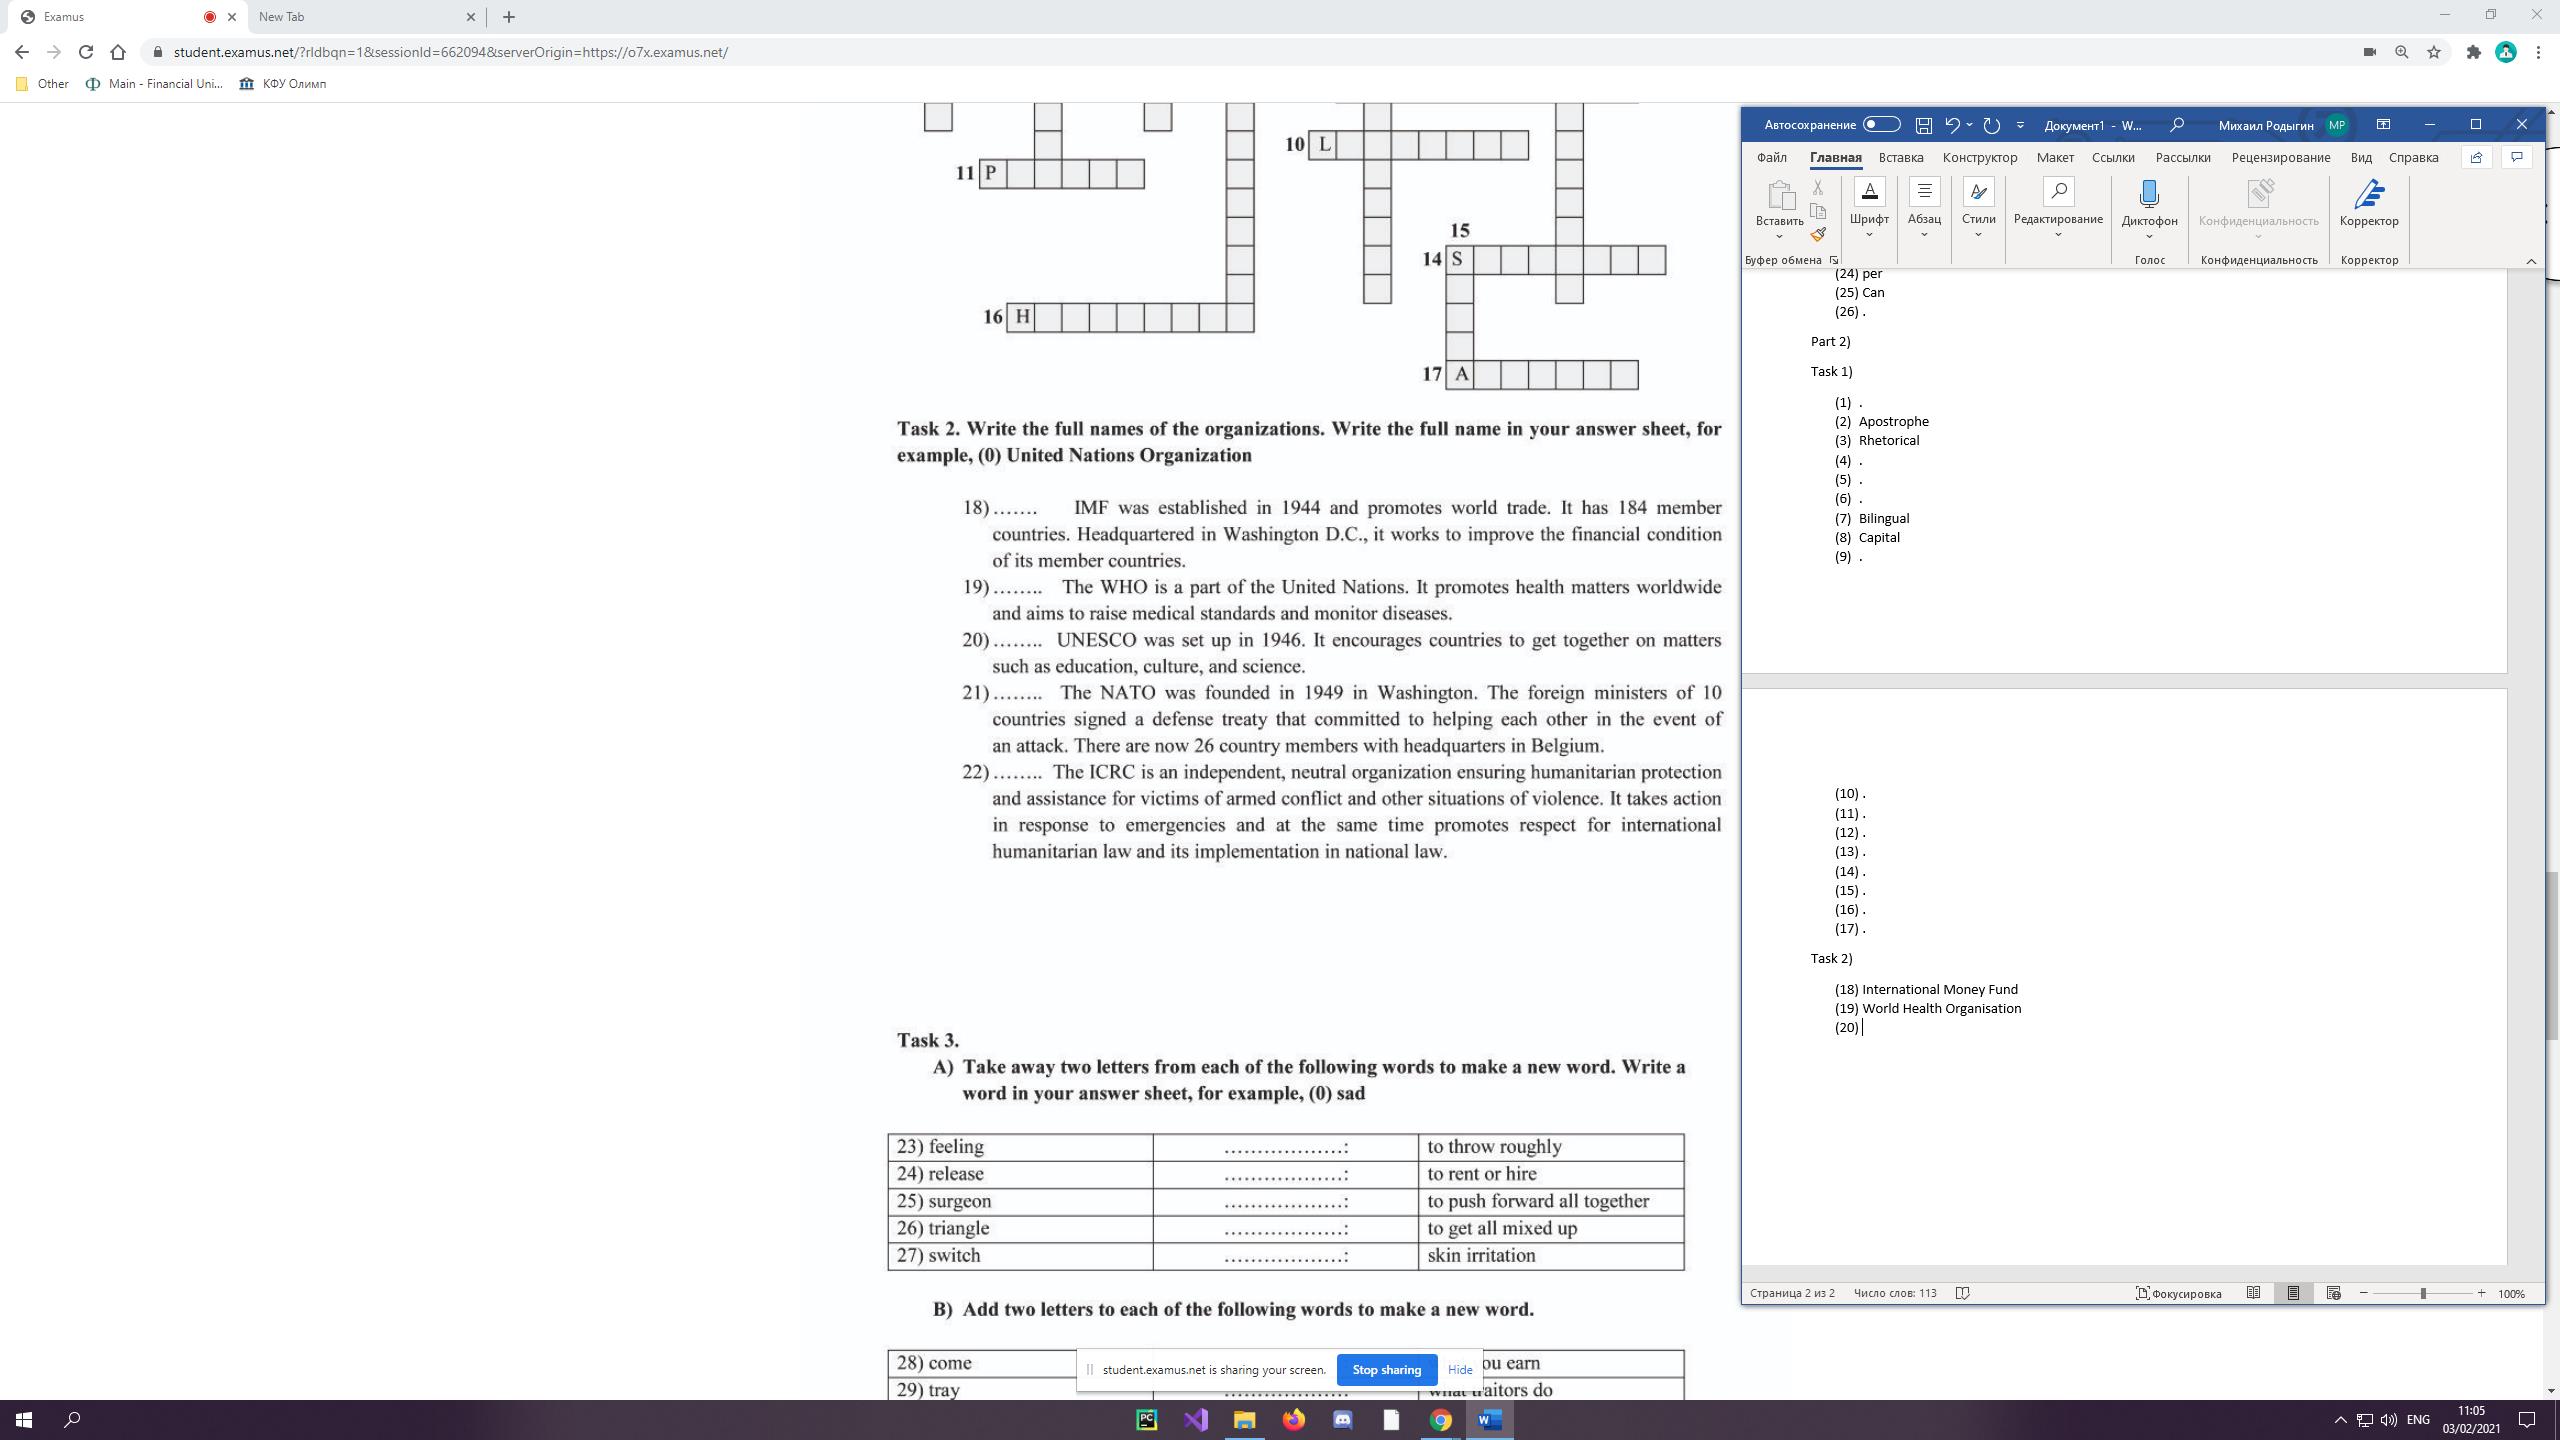 Examus
New Tab
student.examus.net/?rldbqn=1&sessionId=662094&serverOrigin=https://o7x.examus.net/
Other
Main - Financial Uni...
КФУ Олимп
10 L
11 P
15
14 S
16 H
17 A
Task 2. Write the full names of the organizations. Write the full name in your answer sheet, for
example, (0) United Nations Organization
18)....... IMF was established in 1944 and promotes world trade. It has 184 member
countries. Headquartered in Washington D.C., it works to improve the financial condition
of its member countries.
19)........ The WHO is a part of the United Nations. It promotes health matters worldwide
and aims to raise medical standards and monitor diseases.
20)........ UNESCO was set up in 1946. It encourages countries to get together on matters
such as education, culture, and science.
21)........ The NATO was founded in 1949 in Washington. The foreign ministers of 10
countries signed a defense treaty that committed to helping each other in the event of
an attack. There are now 26 country members with headquarters in Belgium.
22)........ The ICRC is an independent, neutral organization ensuring humanitarian protection
and assistance for victims of armed conflict and other situations of violence. It takes action
in response to emergencies and at the same time promotes respect for international
humanitarian law and its implementation in national law.
Task 3.
A) Take away two letters from each of the following words to make a new word. Write a
word in your answer sheet, for example, (0) sad
23) feeling ..................: to throw roughly
24) release ..................: to rent or hire
25) surgeon ..................: to push forward all together
26) triangle ..................: to get all mixed up
27) switch ..................: skin irritation
B) Add two letters to each of the following words to make a new word.
28) come ou earn
29) tray
student.examus.net is sharing your screen. Stop sharing Hide
Автосохранение
Документ1 - W...
Михаил Родыгин МР
Файл Главная Вставка Конструктор Макет Ссылки Рассылки Рецензирование Вид Справка
Вставить Шрифт Абзац Стили Редактирование Диктофон Конфиденциальность Корректор
Буфер обмена Голос Конфиденциальность Корректор
(24) per
(25) Can
(26) .
Part 2)
Task 1)
(1) .
(2) Apostrophe
(3) Rhetorical
(4) .
(5) .
(6) .
(7) Bilingual
(8) Capital
(9) .
(10) .
(11) .
(12) .
(13) .
(14) .
(15) .
(16) .
(17) .
Task 2)
(18) International Money Fund
(19) World Health Organisation
(20)
Страница 2 из 2 Число слов: 113 Фокусировка 100%
PC
ENG
11:05
03/02/2021